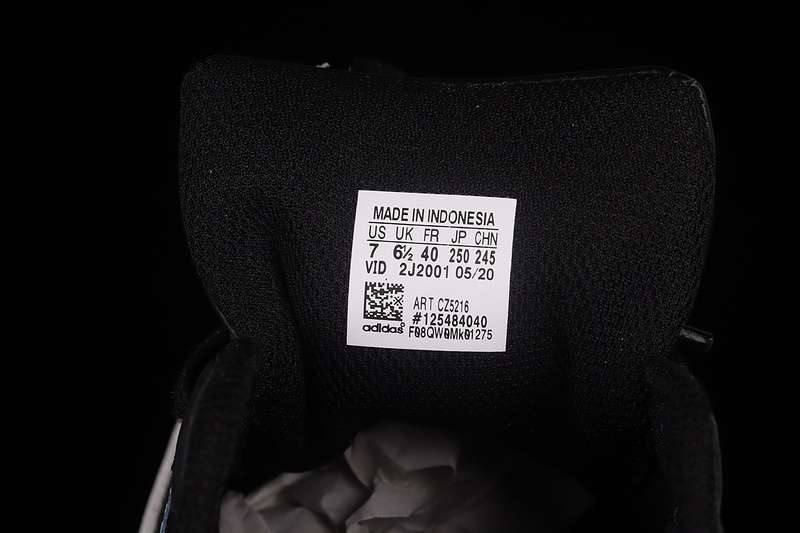 MADE IN INDONESIA
US UK FR JP CHN
7 6½ 40 250 245
VID 2J2001 05/20
ART CZ5216
#125484040
adidas F08QW0Mk01275